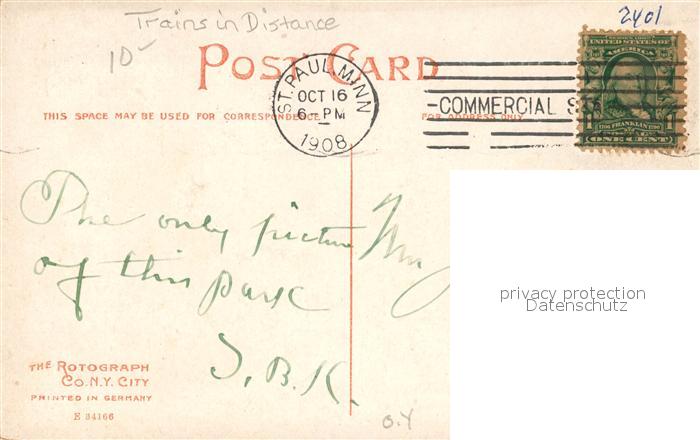 Trains in Distance
2401
10-
POST CARD
ST. PAUL, MINN
OCT 16
6-PM
1908
-COMMERCIAL
UNITED STATES OF
AMERICA
FRANKLIN
ONE CENT
THIS SPACE MAY BE USED FOR CORRESPONDENCE
FOR ADDRESS ONLY
The only picture
of this park
S.B.K.
privacy protection
Datenschutz
THE ROTOGRAPH
CO. N.Y. CITY
PRINTED IN GERMANY
E 34166